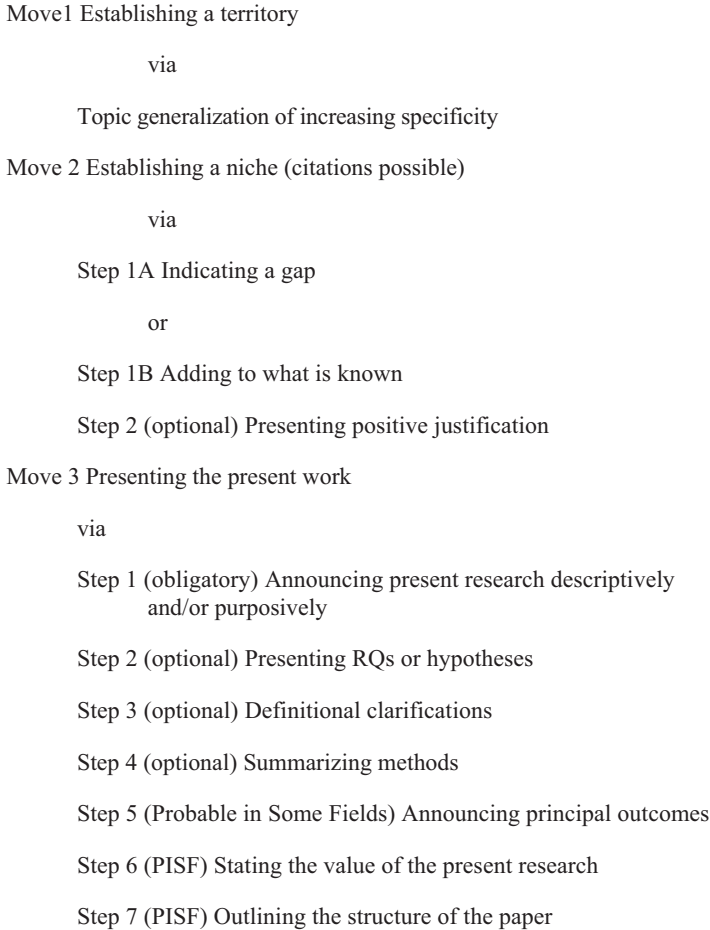 Move1 Establishing a territory
via
Topic generalization of increasing specificity
Move 2 Establishing a niche (citations possible)
via
Step 1A Indicating a gap
or
Step 1B Adding to what is known
Step 2 (optional) Presenting positive justification
Move 3 Presenting the present work
via
Step 1 (obligatory) Announcing present research descriptively
and/or purposively
Step 2 (optional) Presenting RQs or hypotheses
Step 3 (optional) Definitional clarifications
Step 4 (optional) Summarizing methods
Step 5 (Probable in Some Fields) Announcing principal outcomes
Step 6 (PISF) Stating the value of the present research
Step 7 (PISF) Outlining the structure of the paper